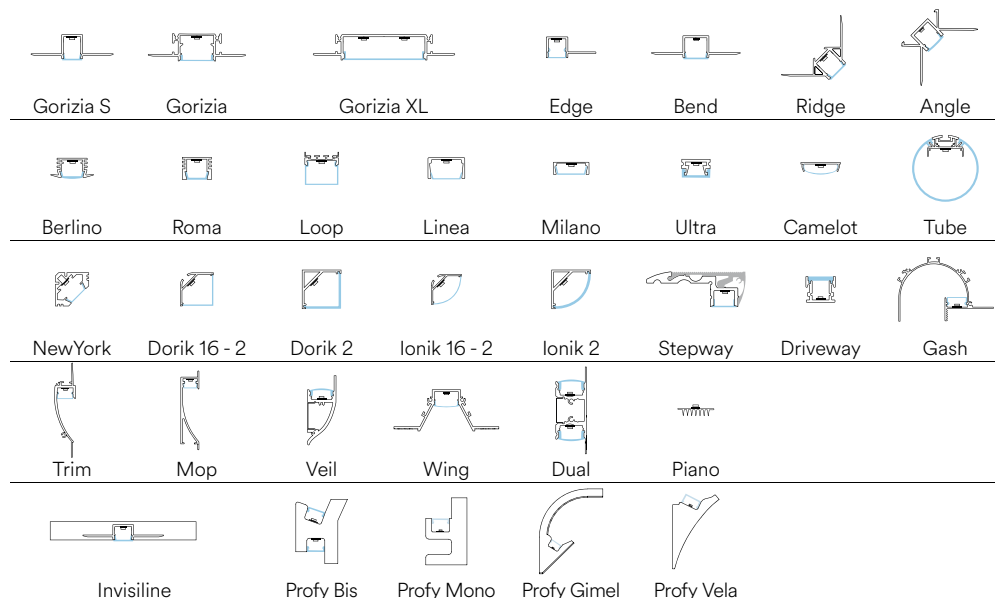 Gorizia S Gorizia Gorizia XL Edge Bend Ridge Angle
Berlino Roma Loop Linea Milano Ultra Camelot Tube
NewYork Dorik 16 - 2 Dorik 2 Ionik 16 - 2 Ionik 2 Stepway Driveway Gash
Trim Mop Veil Wing Dual Piano
Invisiline Profy Bis Profy Mono Profy Gimel Profy Vela